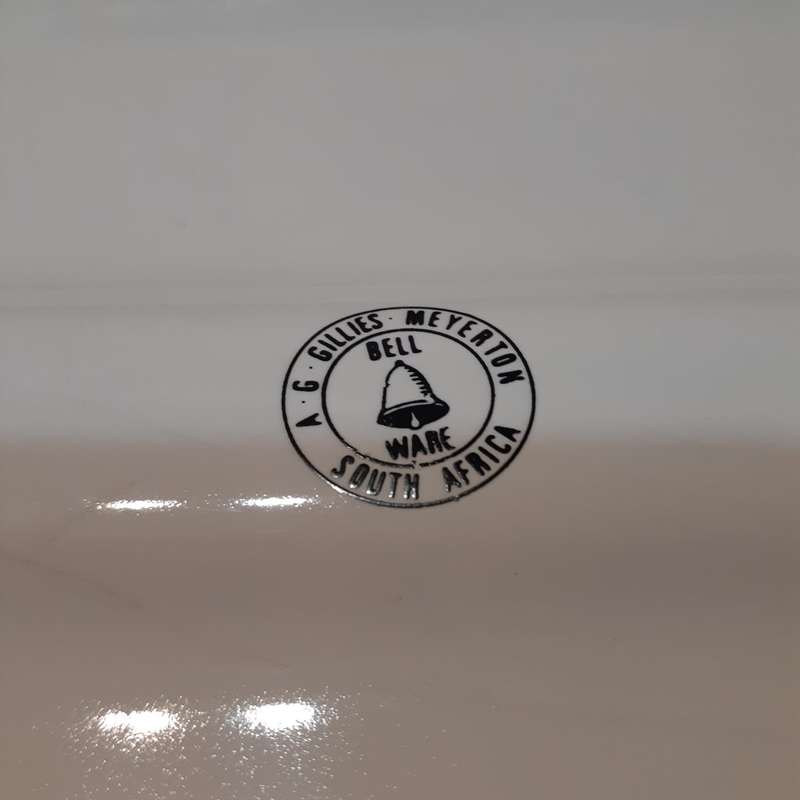 A · G · GILLIES · MEYERTON
BELL
WARE
SOUTH AFRICA